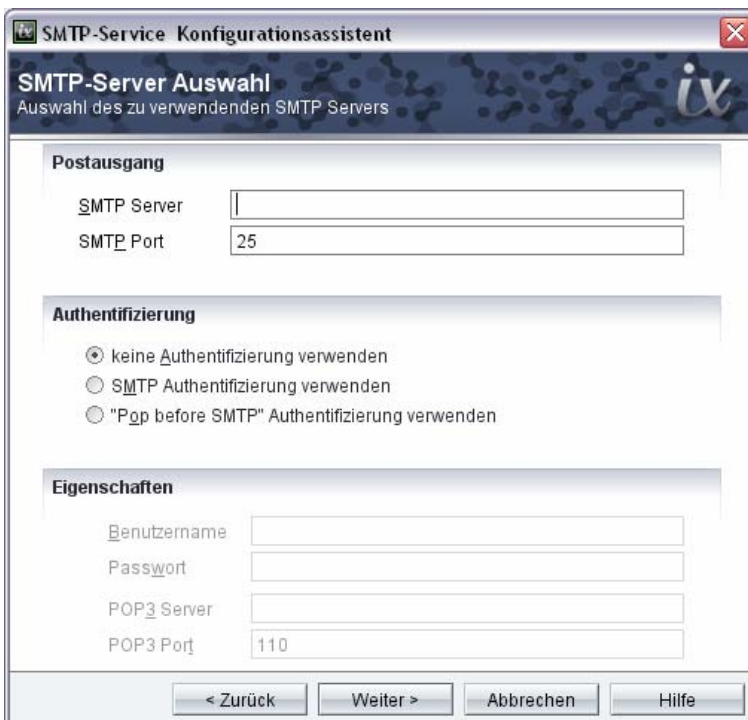 ix SMTP-Service Konfigurationsassistent
SMTP-Server Auswahl
Auswahl des zu verwendenden SMTP Servers
ix
Postausgang
SMTP Server
SMTP Port 25
Authentifizierung
keine Authentifizierung verwenden
SMTP Authentifizierung verwenden
"Pop before SMTP" Authentifizierung verwenden
Eigenschaften
Benutzername
Passwort
POP3 Server
POP3 Port 110
< Zurück Weiter > Abbrechen Hilfe